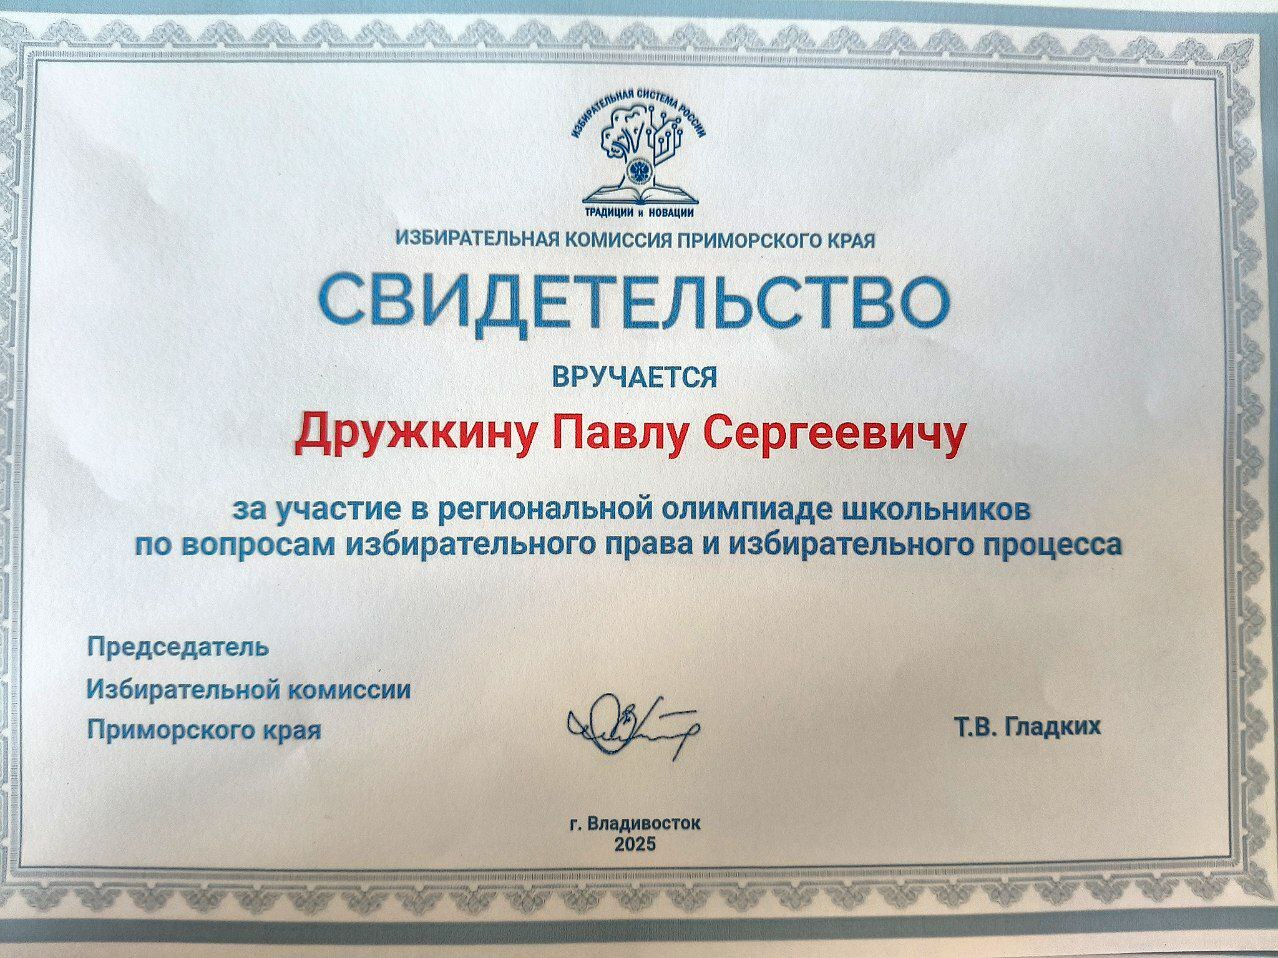 ИЗБИРАТЕЛЬНАЯ СИСТЕМА РОССИИ
ТРАДИЦИИ и НОВАЦИИ
ИЗБИРАТЕЛЬНАЯ КОМИССИЯ ПРИМОРСКОГО КРАЯ
СВИДЕТЕЛЬСТВО
ВРУЧАЕТСЯ
Дружкину Павлу Сергеевичу
за участие в региональной олимпиаде школьников
по вопросам избирательного права и избирательного процесса
Председатель
Избирательной комиссии
Приморского края
Т.В. Гладких
г. Владивосток
2025